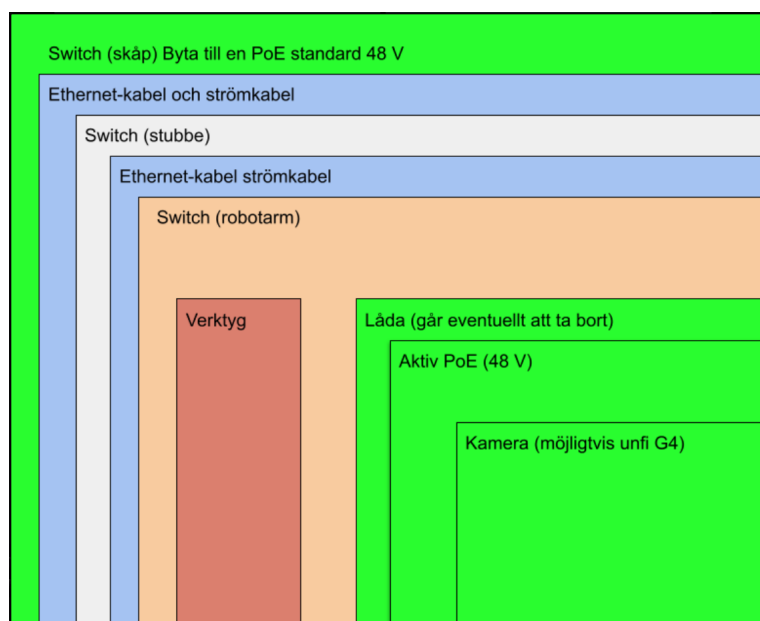 Switch (skåp) Byta till en PoE standard 48 V
Ethernet-kabel och strömkabel
Switch (stubbe)
Ethernet-kabel strömkabel
Switch (robotarm)
Verktyg
Låda (går eventuellt att ta bort)
Aktiv PoE (48 V)
Kamera (möjligtvis unfi G4)